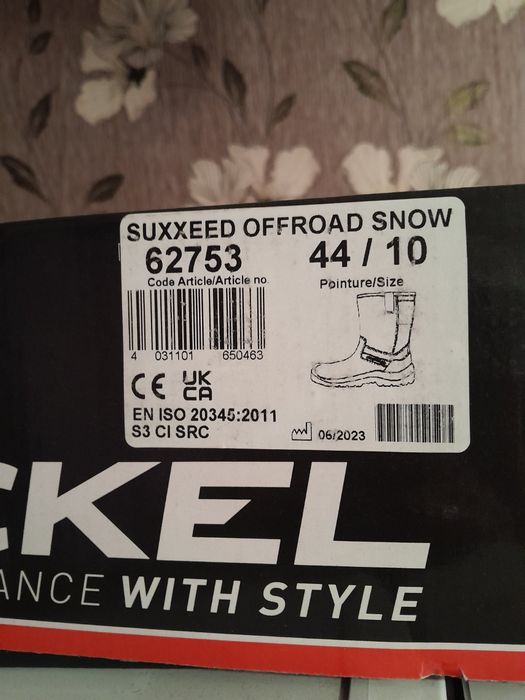 SUXXEED OFFROAD SNOW
62753 44 / 10
Code Article/Article no. Pointure/Size
4 031101 650463
CE UK CA
EN ISO 20345:2011
S3 CI SRC
06/2023
CKEL
ANCE WITH STYLE